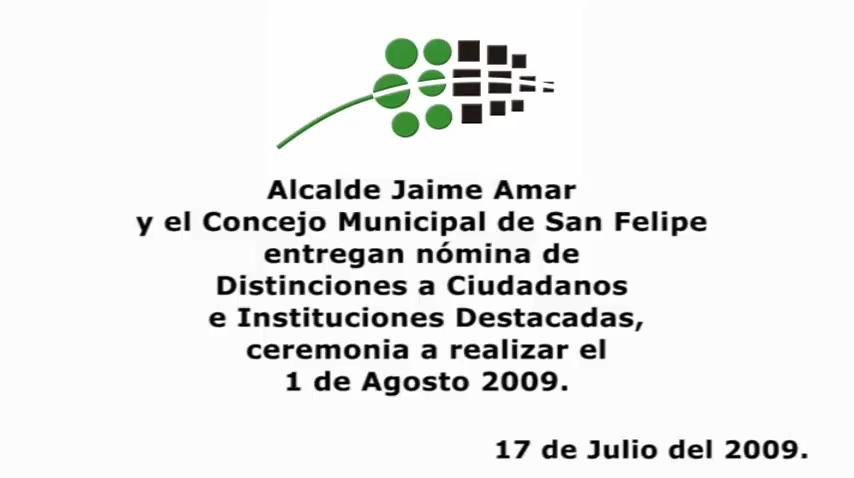 Alcalde Jaime Amar
y el Concejo Municipal de San Felipe
entregan nómina de
Distinciones a Ciudadanos
e Instituciones Destacadas,
ceremonia a realizar el
1 de Agosto 2009.
17 de Julio del 2009.